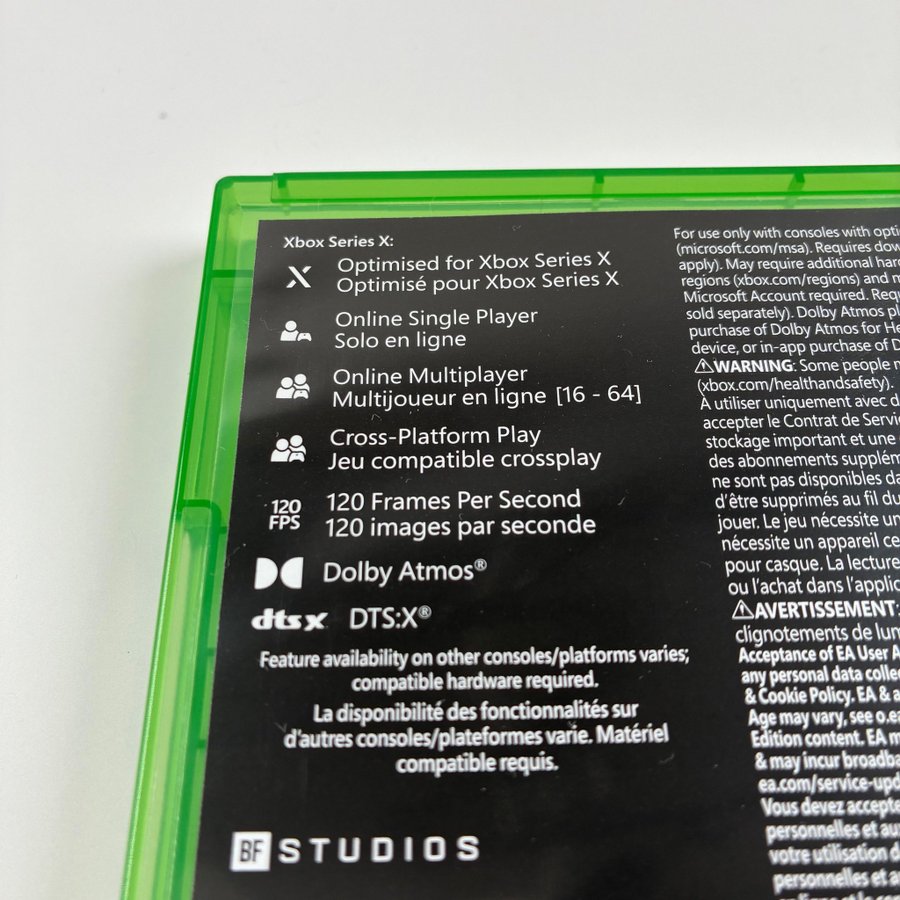 Xbox Series X:
Optimised for Xbox Series X
Optimisé pour Xbox Series X
Online Single Player
Solo en ligne
Online Multiplayer
Multijoueur en ligne [16 - 64]
Cross-Platform Play
Jeu compatible crossplay
120 FPS
120 Frames Per Second
120 images par seconde
Dolby Atmos®
dts x DTS:X®
Feature availability on other consoles/platforms varies;
compatible hardware required.
La disponibilité des fonctionnalités sur
d'autres consoles/plateformes varie. Matériel
compatible requis.
BF STUDIOS
For use only with consoles with
(microsoft.com/msa). Requires
apply). May require additional
regions (xbox.com/regions) and
Microsoft Account required.
sold separately). Dolby Atmos
purchase of Dolby Atmos for
device, or in-app purchase of
⚠WARNING: Some people
(xbox.com/healthandsafety).
À utiliser uniquement avec
accepter le Contrat de
stockage important et une
des abonnements
ne sont pas disponibles
d'être supprimés au fil du
jouer. Le jeu nécessite
nécessite un appareil
pour casque. La lecture
ou l'achat dans
⚠AVERTISSEMENT:
clignotements de
Acceptance of EA User
any personal data
& Cookie Policy. EA &
Age may vary, see
Edition content. EA
& may incur
Vous devez
personnelles et
votre utilisation
personnelles et